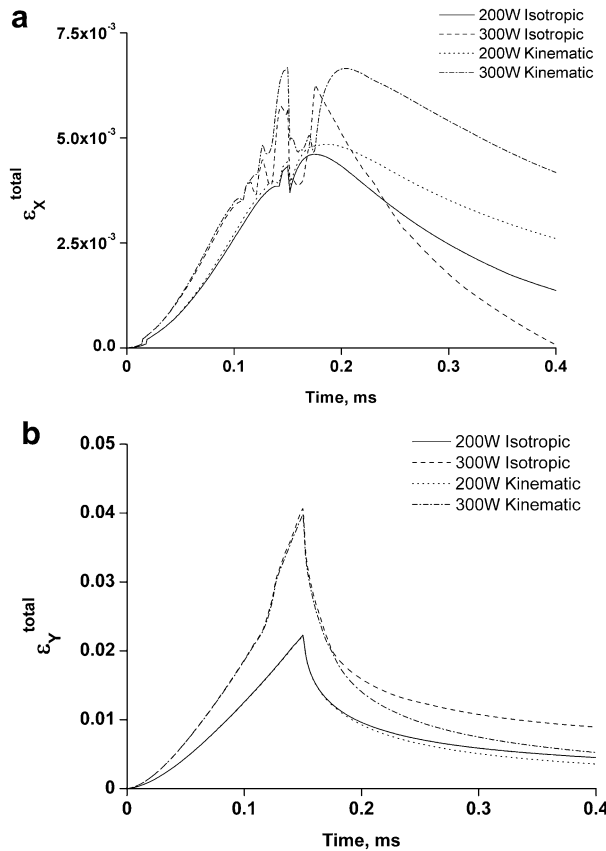 a
7.5x10⁻³
5.0x10⁻³
2.5x10⁻³
0.0
εX total
200W Isotropic
300W Isotropic
200W Kinematic
300W Kinematic
0 0.1 0.2 0.3 0.4
Time, ms
b
0.05
0.04
0.03
0.02
0.01
0
εY total
200W Isotropic
300W Isotropic
200W Kinematic
300W Kinematic
0 0.1 0.2 0.3 0.4
Time, ms